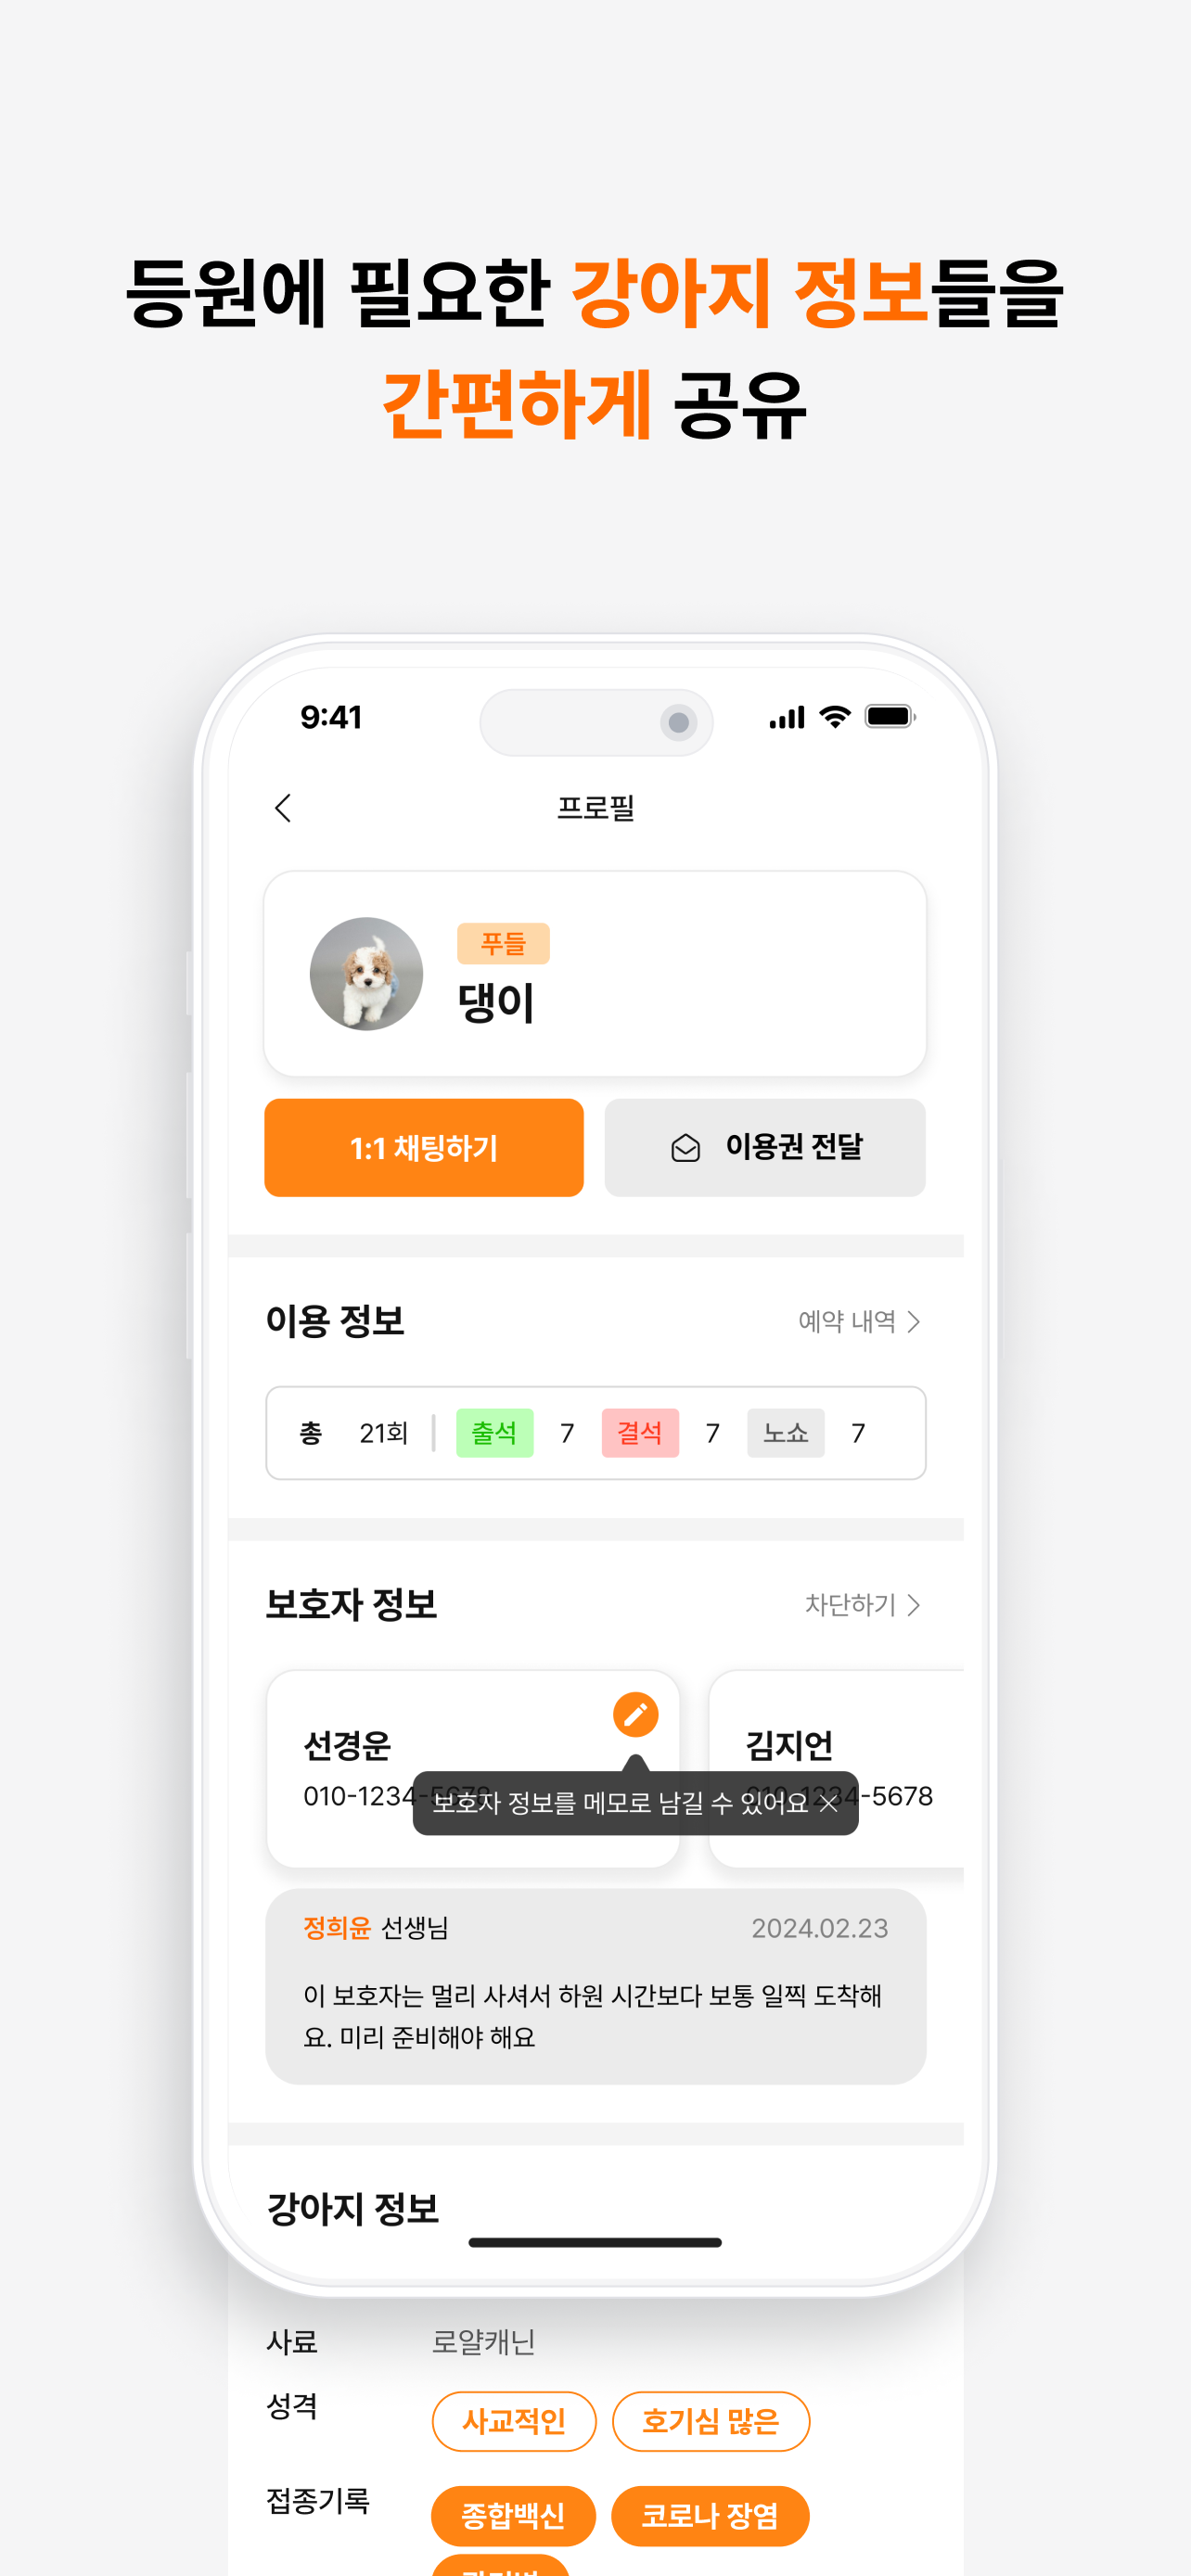 등원에 필요한 강아지 정보들을
간편하게 공유
9:41
프로필
푸들
댕이
1:1 채팅하기
이용권 전달
이용 정보
예약 내역
총 21회 출석 7 결석 7 노쇼 7
보호자 정보
차단하기
선경운
010-1234-5678
김지언
010-1234-5678
보호자 정보를 메모로 남길 수 있어요
정희윤 선생님
2024.02.23
이 보호자는 멀리 사셔서 하원 시간보다 보통 일찍 도착해
요. 미리 준비해야 해요
강아지 정보
사료 로얄캐닌
성격 사교적인 호기심 많은
접종기록 종합백신 코로나 장염